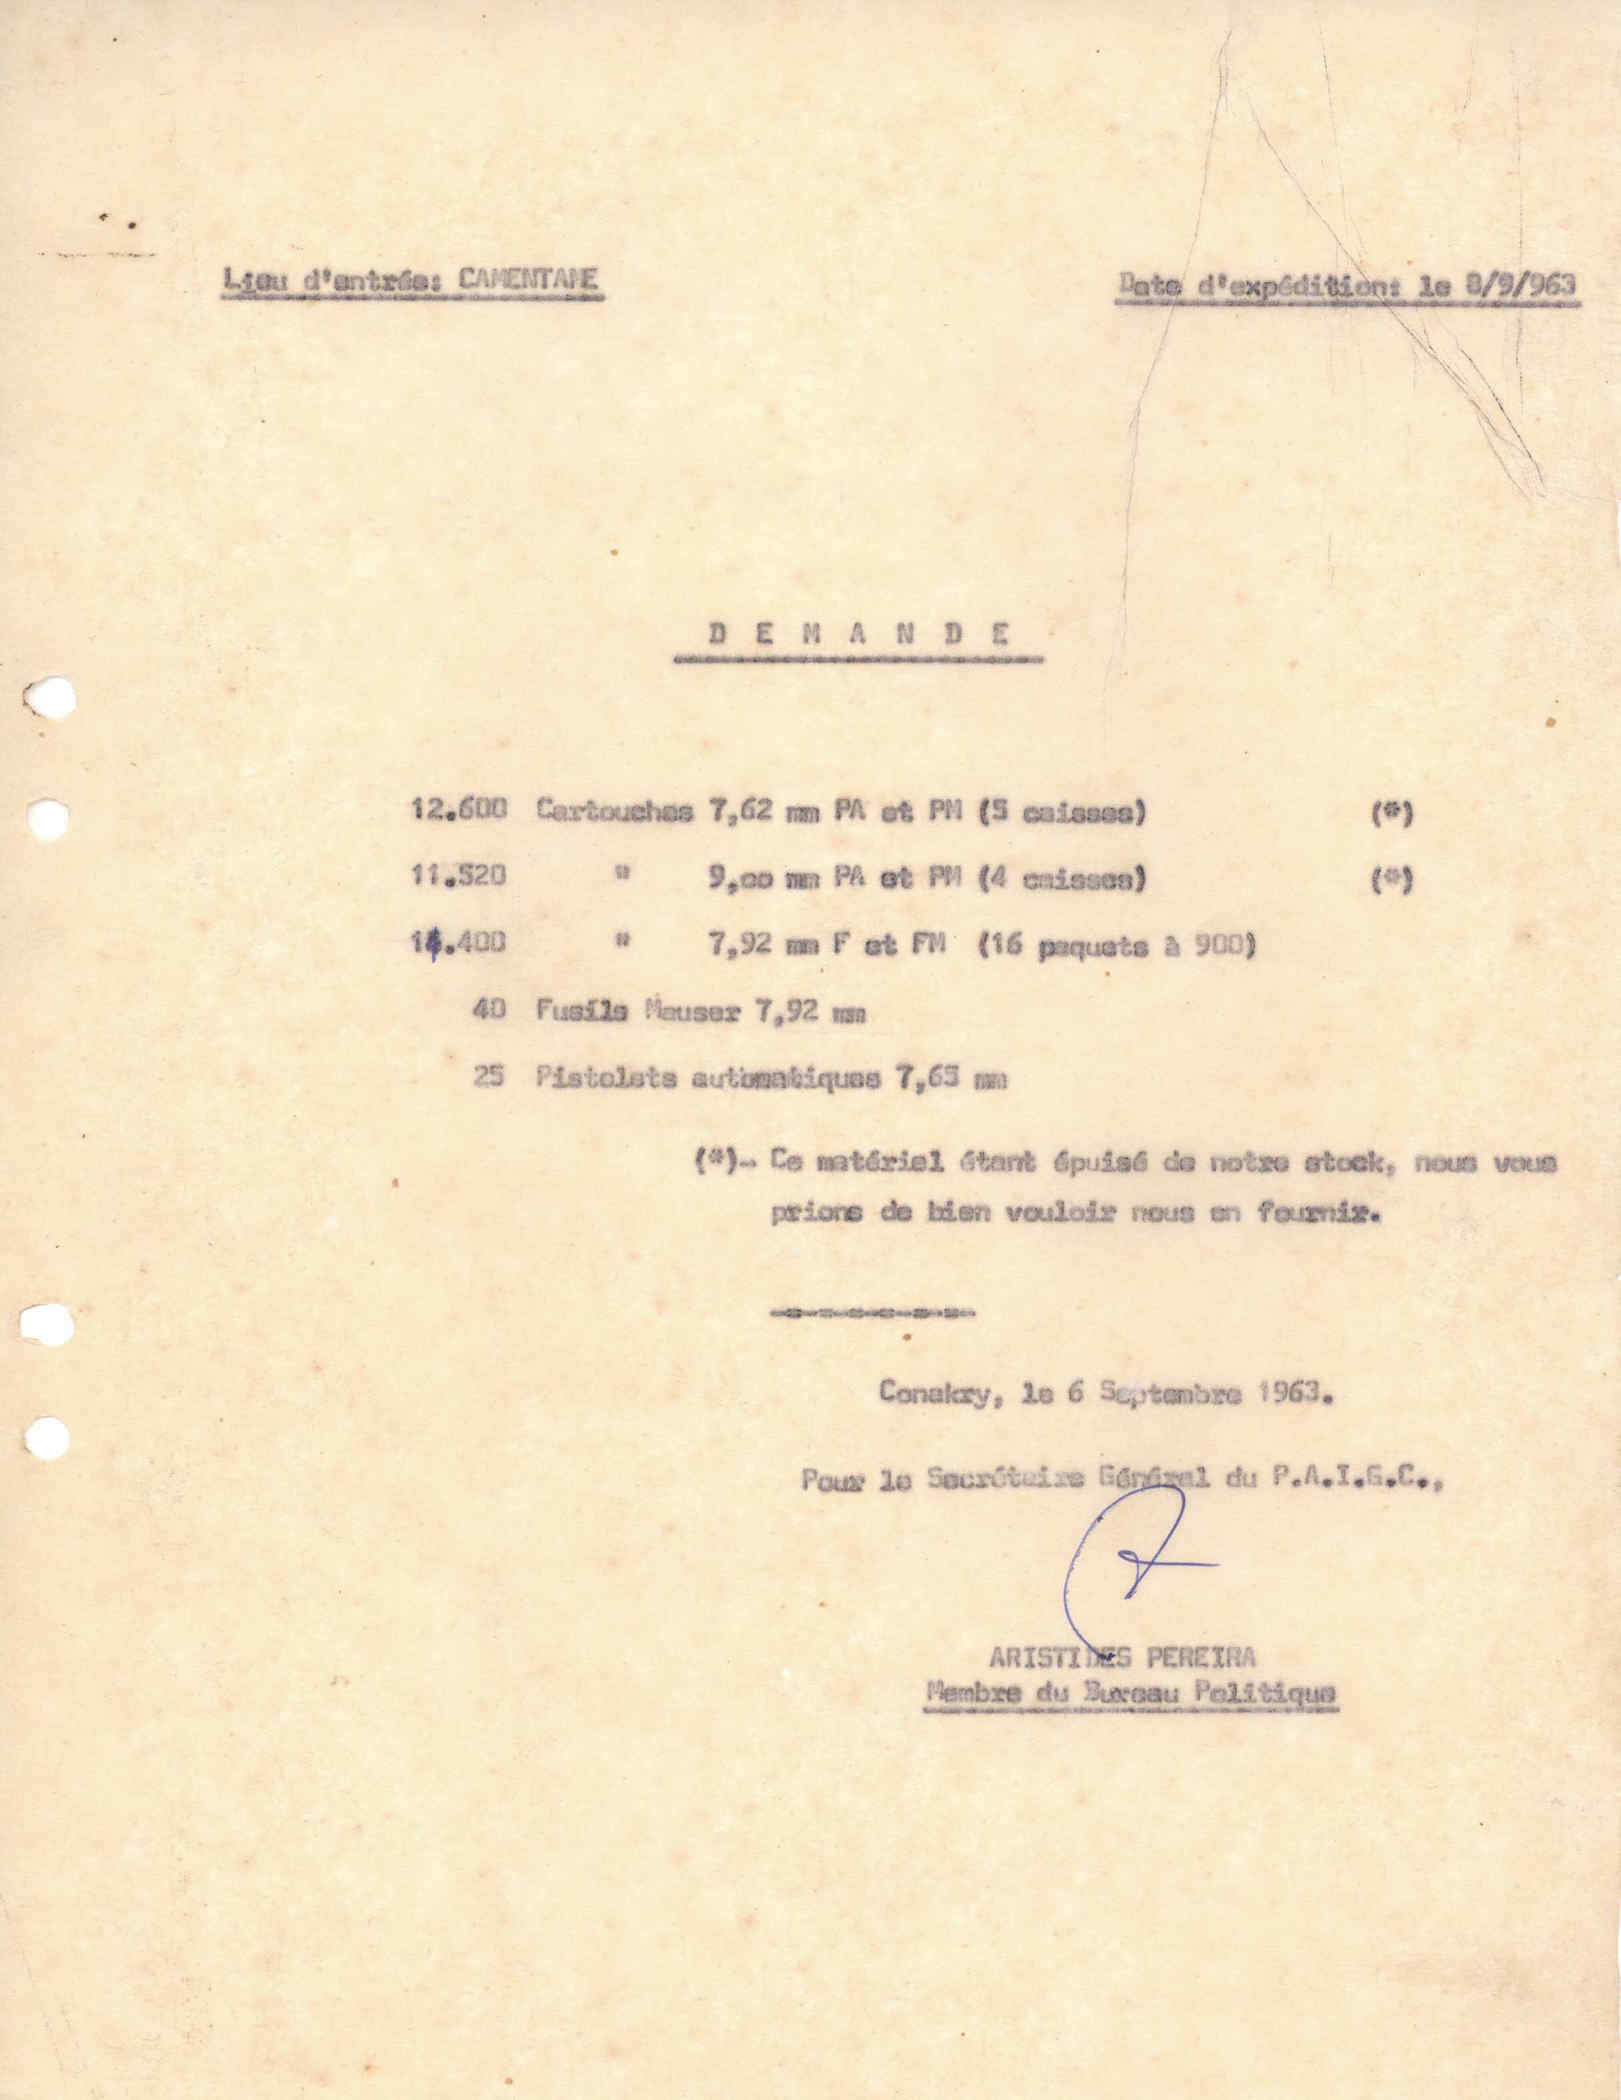 Lieu d'entrée: CAMENTANE
Date d'expédition: le 8/9/963
D E M A N D E
12.600 Cartouches 7,62 mm PA et PM (5 caisses) (*)
11.520 " 9,oo mm PA et PM (4 caisses) (*)
14.400 " 7,92 mm F et FM (16 paquets à 900)
40 Fusils Mauser 7,92 mm
25 Pistolets automatiques 7,65 mm
(*)- Ce matériel étant épuisé de notre stock, nous vous
prions de bien vouloir nous en fournir.
Conakry, le 6 Septembre 1963.
Pour le Secrétaire Général du P.A.I.G.C.,
ARISTIDES PEREIRA
Membre du Bureau Politique